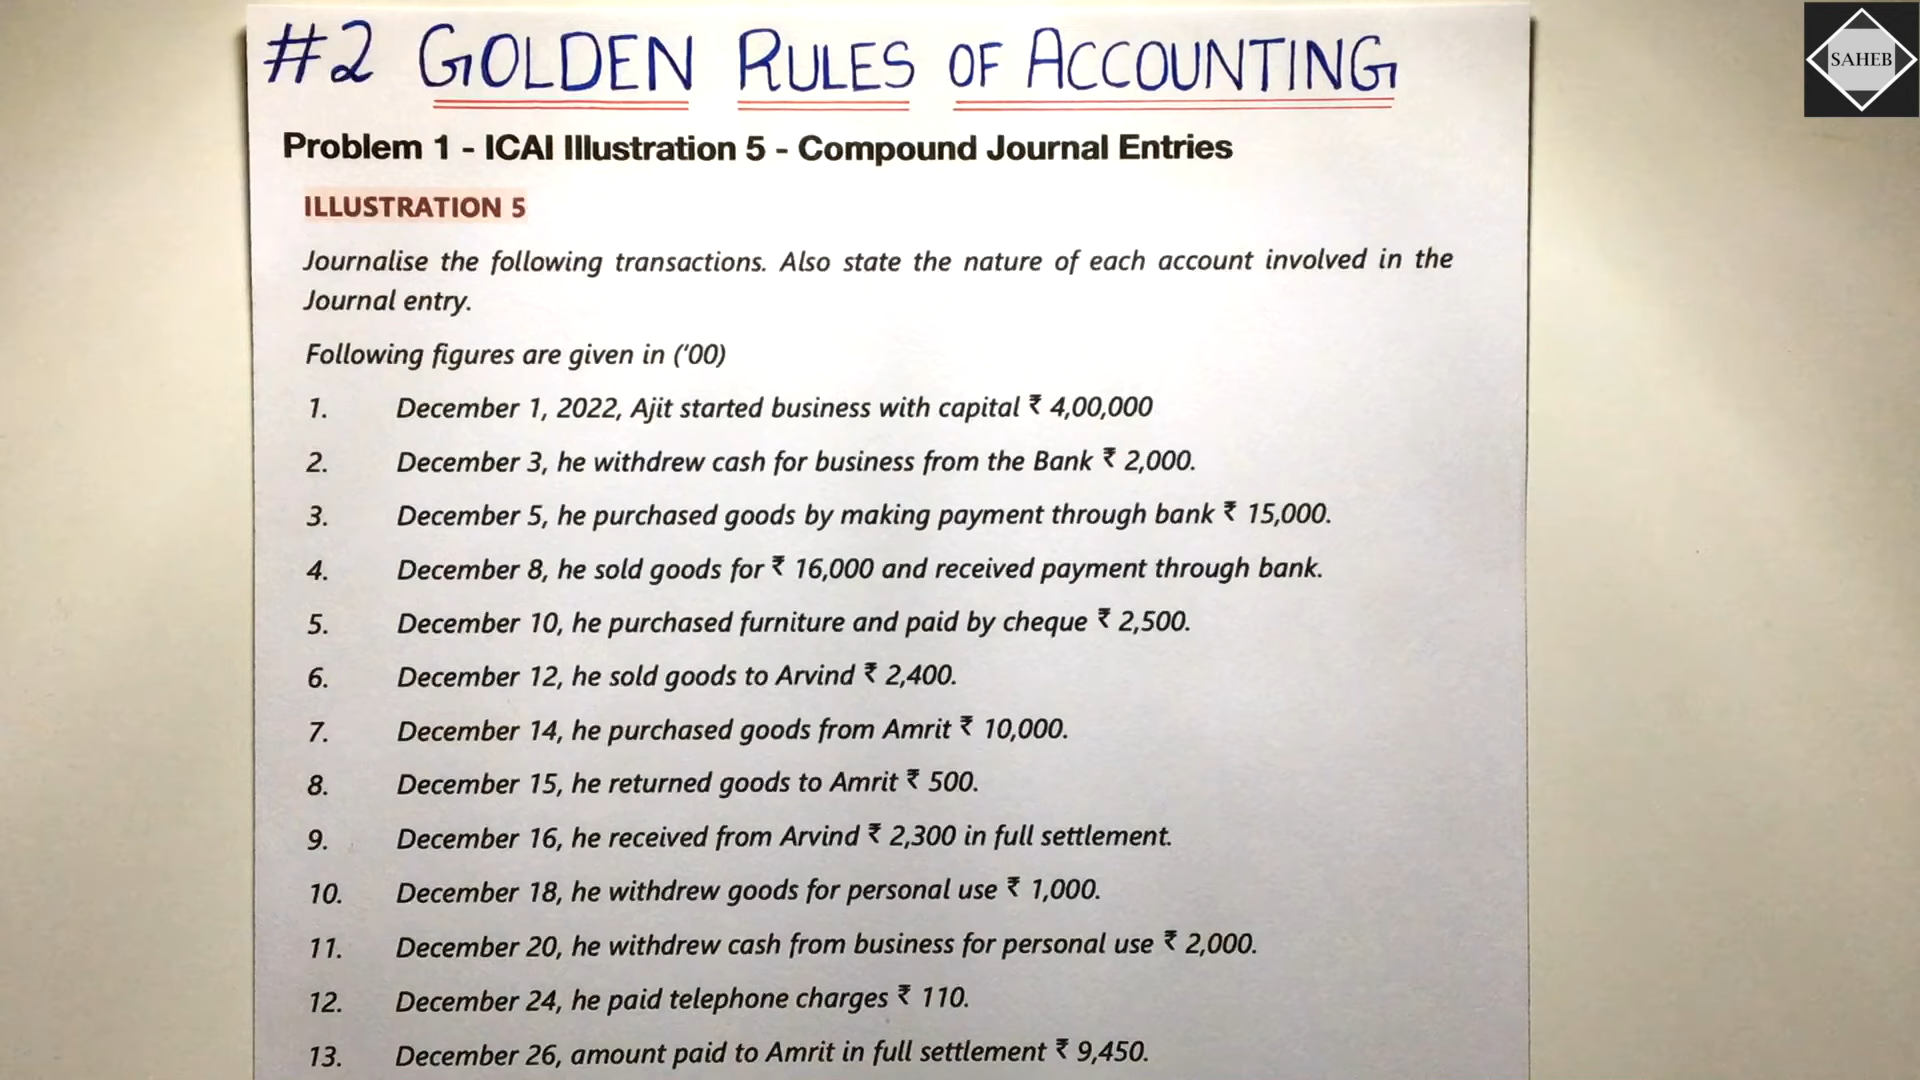 #2 GOLDEN RULES OF ACCOUNTING
SAHEB
Problem 1 - ICAI Illustration 5 - Compound Journal Entries
ILLUSTRATION 5
Journalise the following transactions. Also state the nature of each account involved in the
Journal entry.
Following figures are given in (‘00)
1. December 1, 2022, Ajit started business with capital ₹ 4,00,000
2. December 3, he withdrew cash for business from the Bank ₹ 2,000.
3. December 5, he purchased goods by making payment through bank ₹ 15,000.
4. December 8, he sold goods for ₹ 16,000 and received payment through bank.
5. December 10, he purchased furniture and paid by cheque ₹ 2,500.
6. December 12, he sold goods to Arvind ₹ 2,400.
7. December 14, he purchased goods from Amrit ₹ 10,000.
8. December 15, he returned goods to Amrit ₹ 500.
9. December 16, he received from Arvind ₹ 2,300 in full settlement.
10. December 18, he withdrew goods for personal use ₹ 1,000.
11. December 20, he withdrew cash from business for personal use ₹ 2,000.
12. December 24, he paid telephone charges ₹ 110.
13. December 26, amount paid to Amrit in full settlement ₹ 9,450.